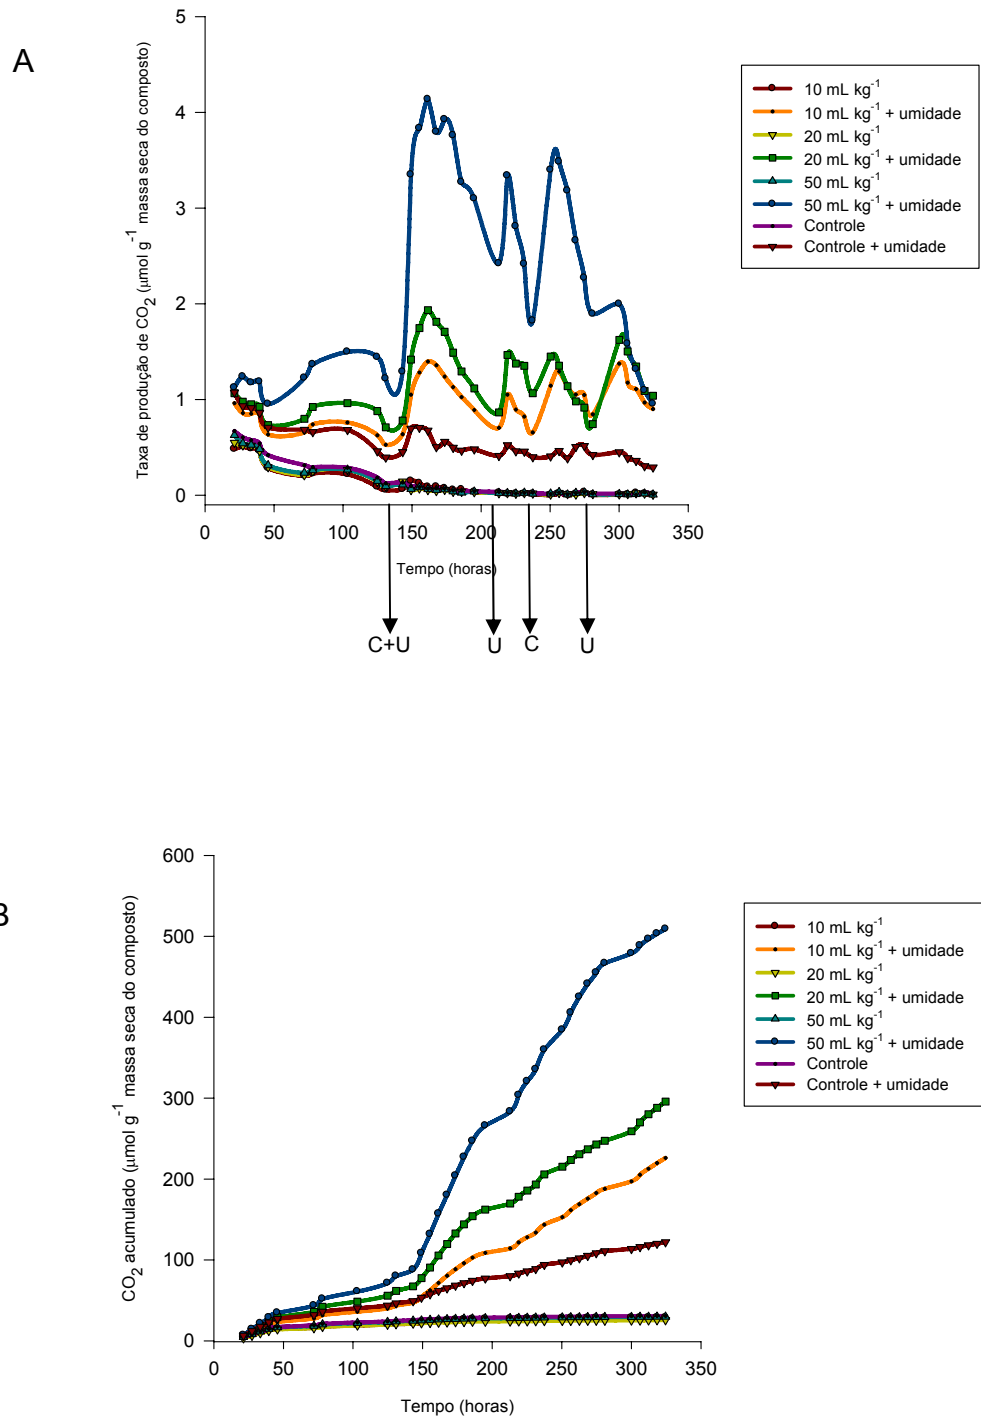 A
Taxa de produção de CO2 (µmol g-1 massa seca do composto)
5
4
3
2
1
0
0 50 100 150 200 250 300 350
Tempo (horas)
C+U U C U
10 mL kg-1
10 mL kg-1 + umidade
20 mL kg-1
20 mL kg-1 + umidade
50 mL kg-1
50 mL kg-1 + umidade
Controle
Controle + umidade
B
CO2 acumulado (µmol g-1 massa seca do composto)
600
500
400
300
200
100
0
0 50 100 150 200 250 300 350
Tempo (horas)
10 mL kg-1
10 mL kg-1 + umidade
20 mL kg-1
20 mL kg-1 + umidade
50 mL kg-1
50 mL kg-1 + umidade
Controle
Controle + umidade